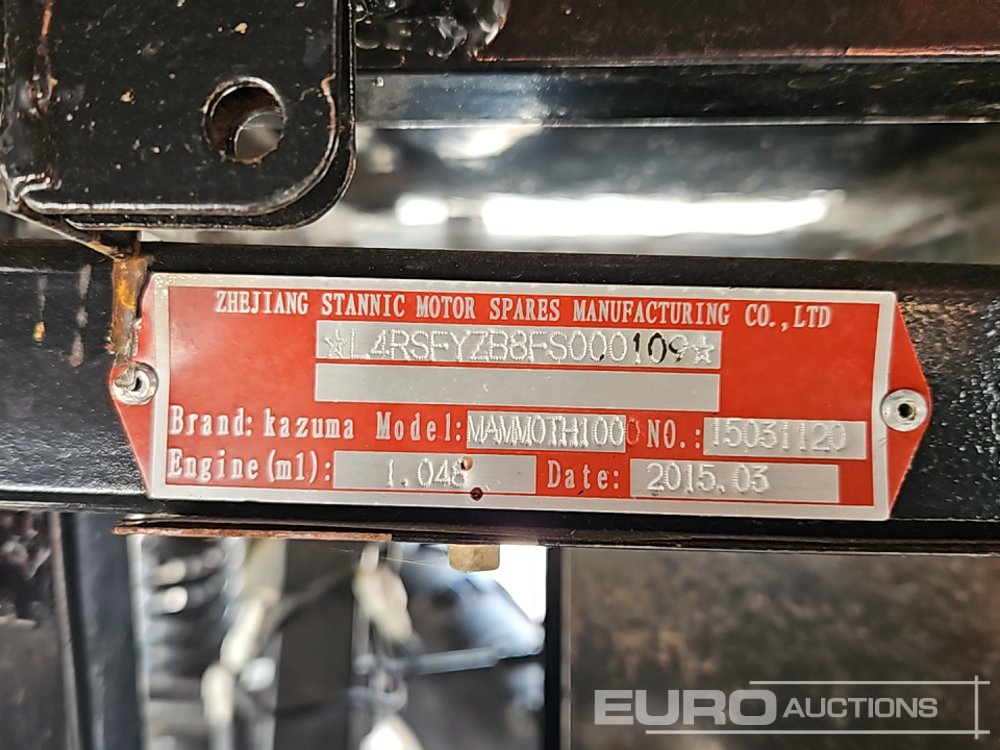 ZHEJIANG STANNIC MOTOR SPARES MANUFACTURING CO.,LTD
☆L4RSFYZB8FS000109☆
Brand: kazuma Model: MAMMOTH1000 NO.: 15031120
Engine(ml): 1.048 Date: 2015.03
EURO AUCTIONS